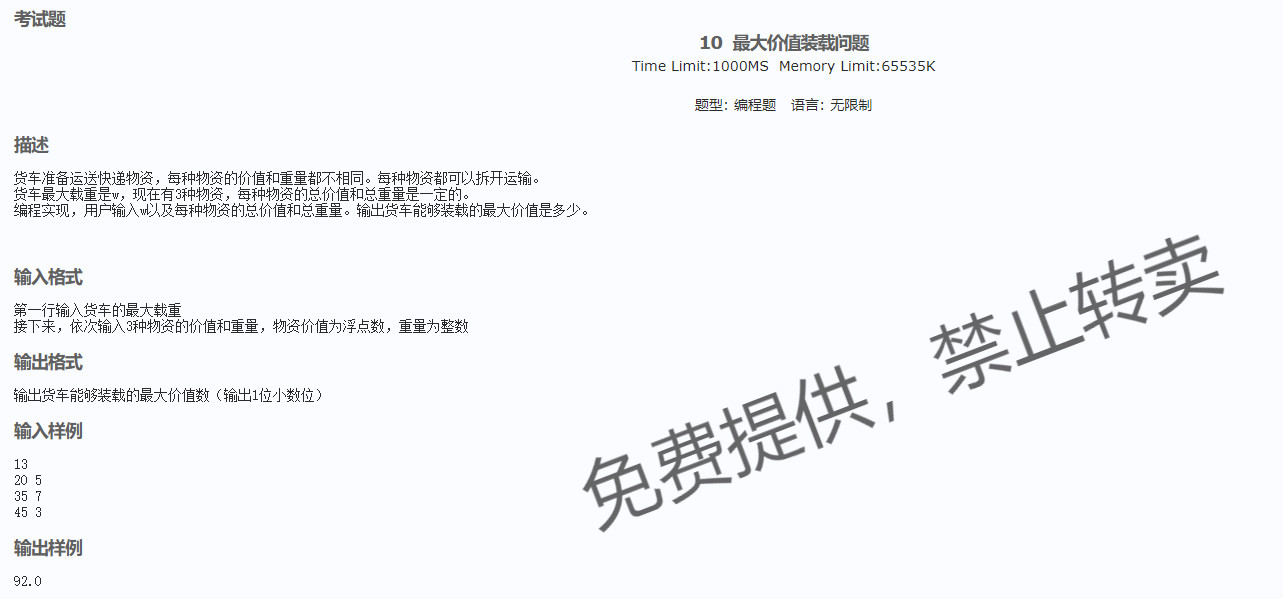 考试题
10 最大价值装载问题
Time Limit:1000MS Memory Limit:65535K
题型: 编程题 语言: 无限制
描述
货车准备运送快递物资，每种物资的价值和重量都不相同。每种物资都可以拆开运输。
货车最大载重是w，现在有3种物资，每种物资的总价值和总重量是一定的。
编程实现，用户输入w以及每种物资的总价值和总重量。输出货车能够装载的最大价值是多少。
输入格式
第一行输入货车的最大载重
接下来，依次输入3种物资的价值和重量，物资价值为浮点数，重量为整数
输出格式
输出货车能够装载的最大价值数（输出1位小数位）
输入样例
13
20 5
35 7
45 3
输出样例
92.0
免费提供，禁止转卖